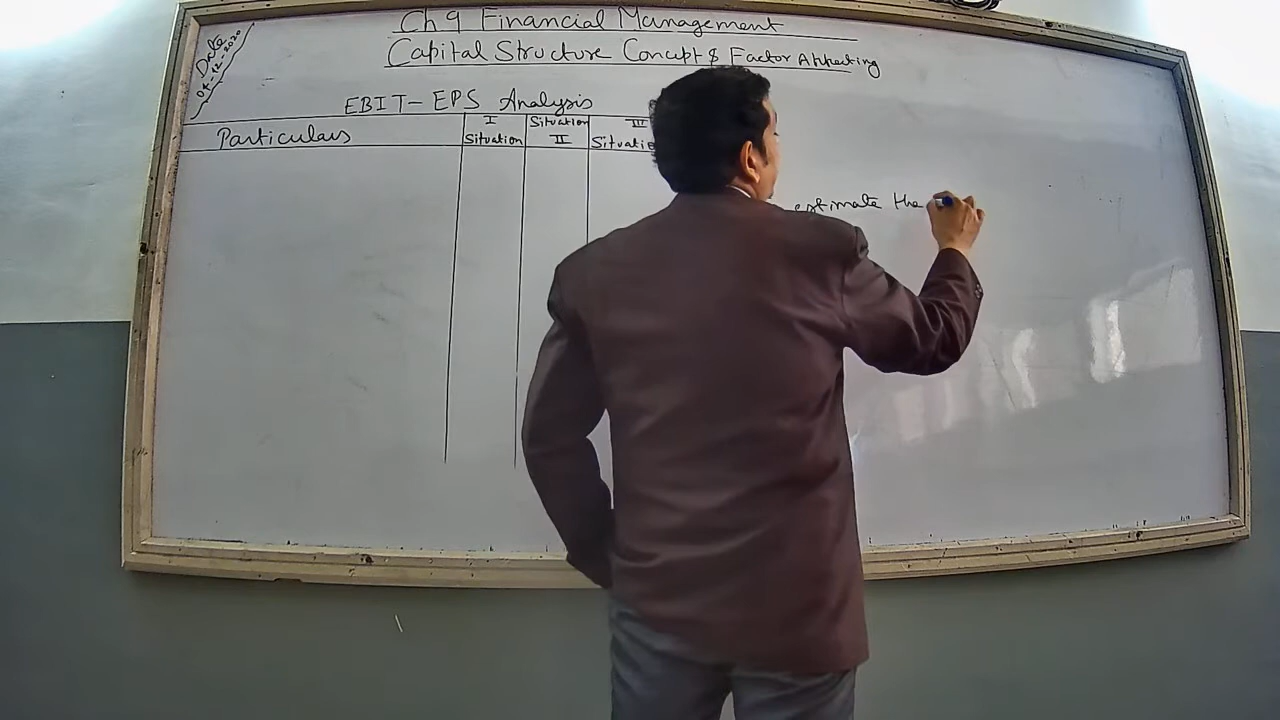 Date
04-12-2020
Ch 9 Financial Management
Capital Structure Concept & Factor Affecting
EBIT-EPS Analysis
Particulars
I
Situation
Situation
II
III
estimate the